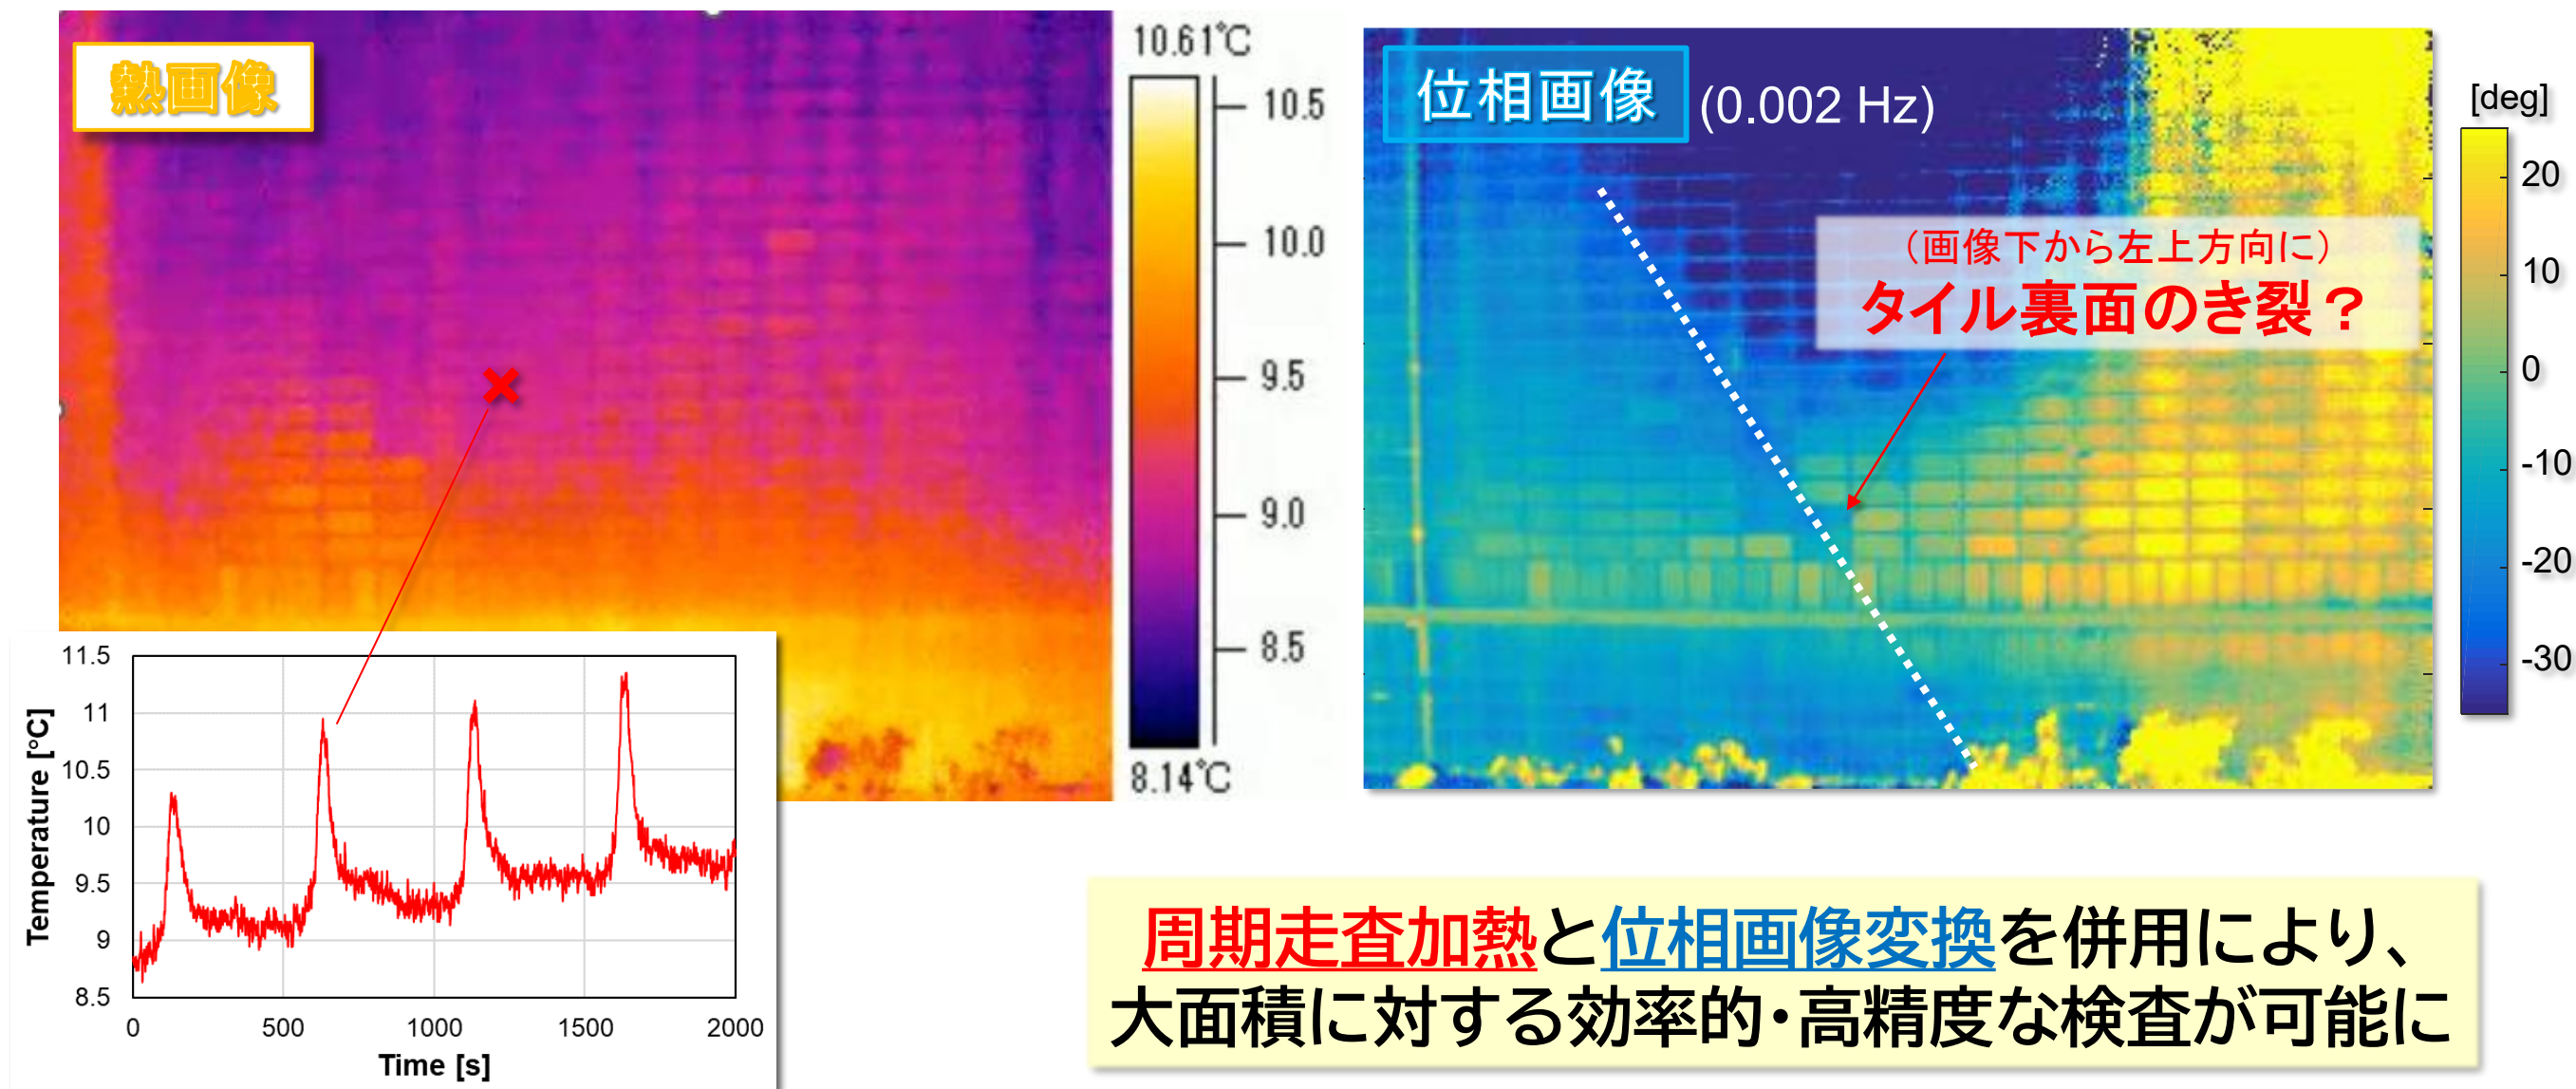 熱画像
10.61℃
10.5
10.0
9.5
9.0
8.5
8.14℃
位相画像 (0.002 Hz)
[deg]
20
10
0
-10
-20
-30
（画像下から左上方向に）
タイル裏面のき裂？
Temperature [°C]
11.5
11
10.5
10
9.5
9
8.5
0 500 1000 1500 2000
Time [s]
周期走査加熱と位相画像変換を併用により、
大面積に対する効率的・高精度な検査が可能に